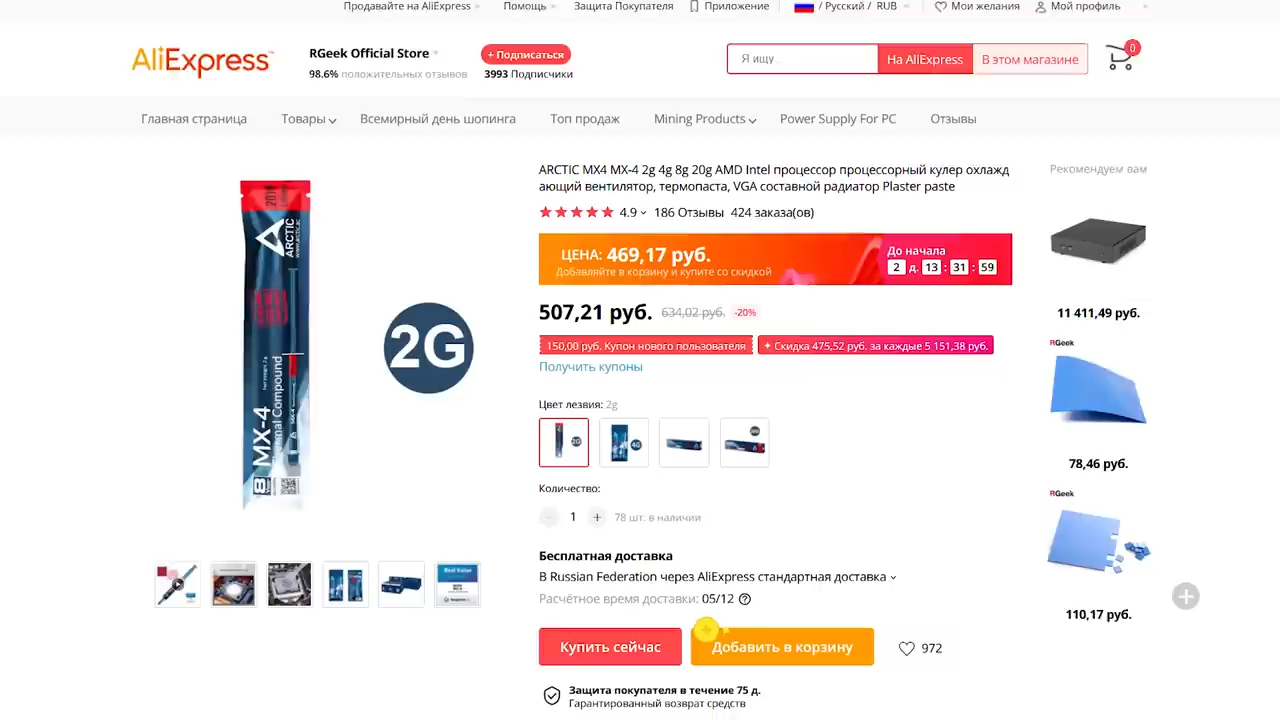 Продавайте на AliExpress
Помощь
Защита Покупателя
Приложение
/ Русский / RUB
Мои желания
Мой профиль
AliExpress™
RGeek Official Store
98.6% положительных отзывов
+ Подписаться
3993 Подписчики
Я ищу...
На AliExpress
В этом магазине
0
Главная страница
Товары
Всемирный день шопинга
Топ продаж
Mining Products
Power Supply For PC
Отзывы
ARCTIC
MX-4
Thermal Compound
8
2G
ARCTIC MX4 MX-4 2g 4g 8g 20g AMD Intel процессор процессорный кулер охлажд
ающий вентилятор, термопаста, VGA составной радиатор Plaster paste
4.9
186 Отзывы
424 заказа(ов)
ЦЕНА: 469,17 руб.
Добавляйте в корзину и купите со скидкой
До начала
2 д. 13 : 31 : 59
507,21 руб.
634,02 руб.
-20%
150,00 руб. Купон нового пользователя
+ Скидка 475,52 руб. за каждые 5 151,38 руб.
Получить купоны
Цвет лезвия: 2g
2G
4G
Количество:
1
78 шт. в наличии
Бесплатная доставка
В Russian Federation через AliExpress стандартная доставка
Расчётное время доставки: 05/12
Купить сейчас
Добавить в корзину
972
Защита покупателя в течение 75 д.
Гарантированный возврат средств
Best Value
Рекомендуем вам
11 411,49 руб.
RGeek
78,46 руб.
RGeek
110,17 руб.